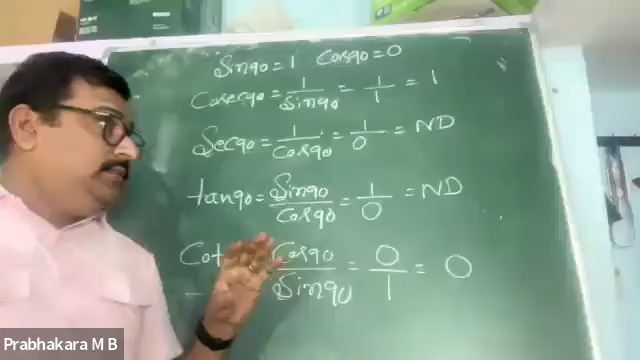 Sin90 = 1 Cos90 = 0
Cosec90 = 1/Sin90 = 1/1 = 1
Sec90 = 1/Cos90 = 1/0 = ND
tan90 = Sin90/Cos90 = 1/0 = ND
Cot = Cos90/Sin90 = 0/1 = 0
Prabhakara M B